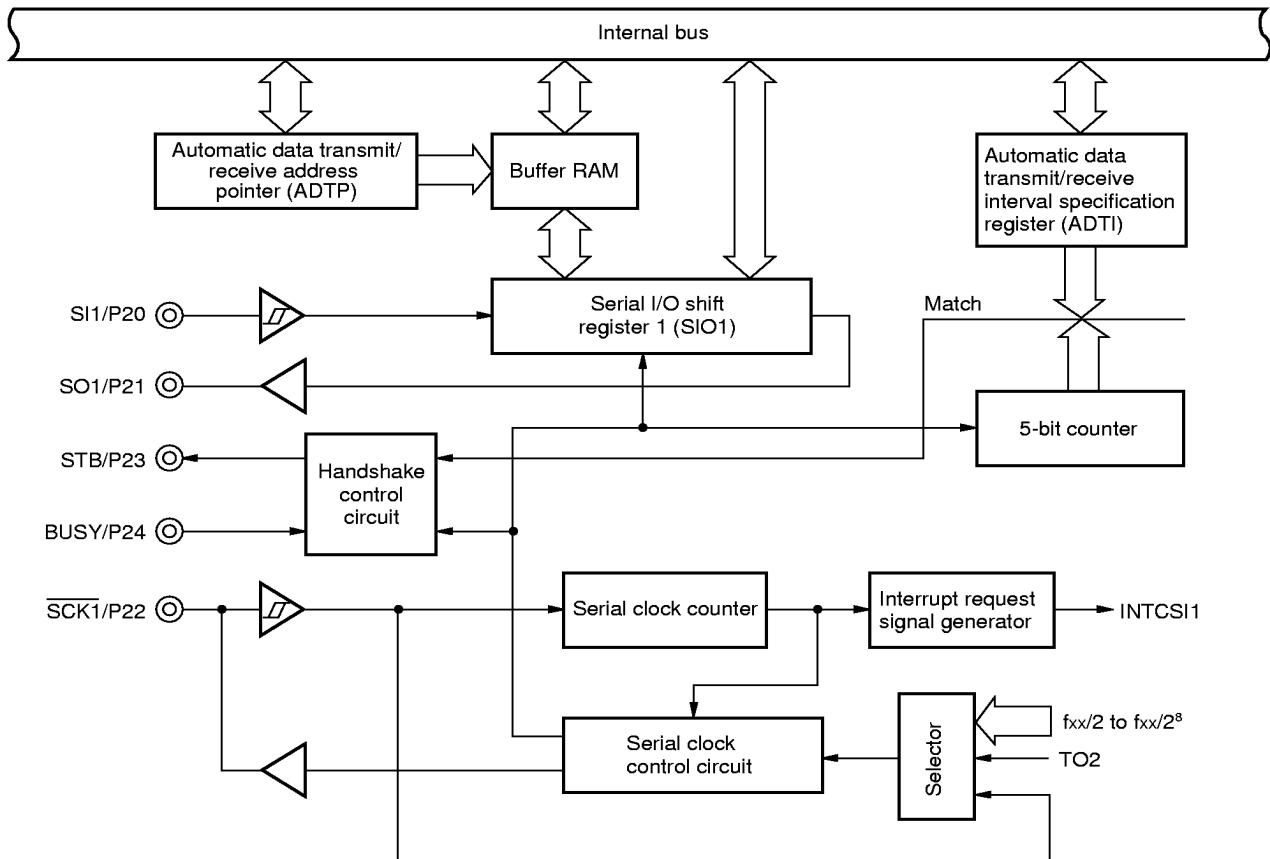 Internal bus
Automatic data transmit/
receive address
pointer (ADTP)
Buffer RAM
Automatic data
transmit/receive
interval specification
register (ADTI)
SI1/P20
Serial I/O shift
register 1 (SIO1)
Match
SO1/P21
5-bit counter
STB/P23
Handshake
control
circuit
BUSY/P24
SCK1/P22
Serial clock counter
Interrupt request
signal generator
INTCSI1
Serial clock
control circuit
Selector
fxx/2 to fxx/2⁸
TO2